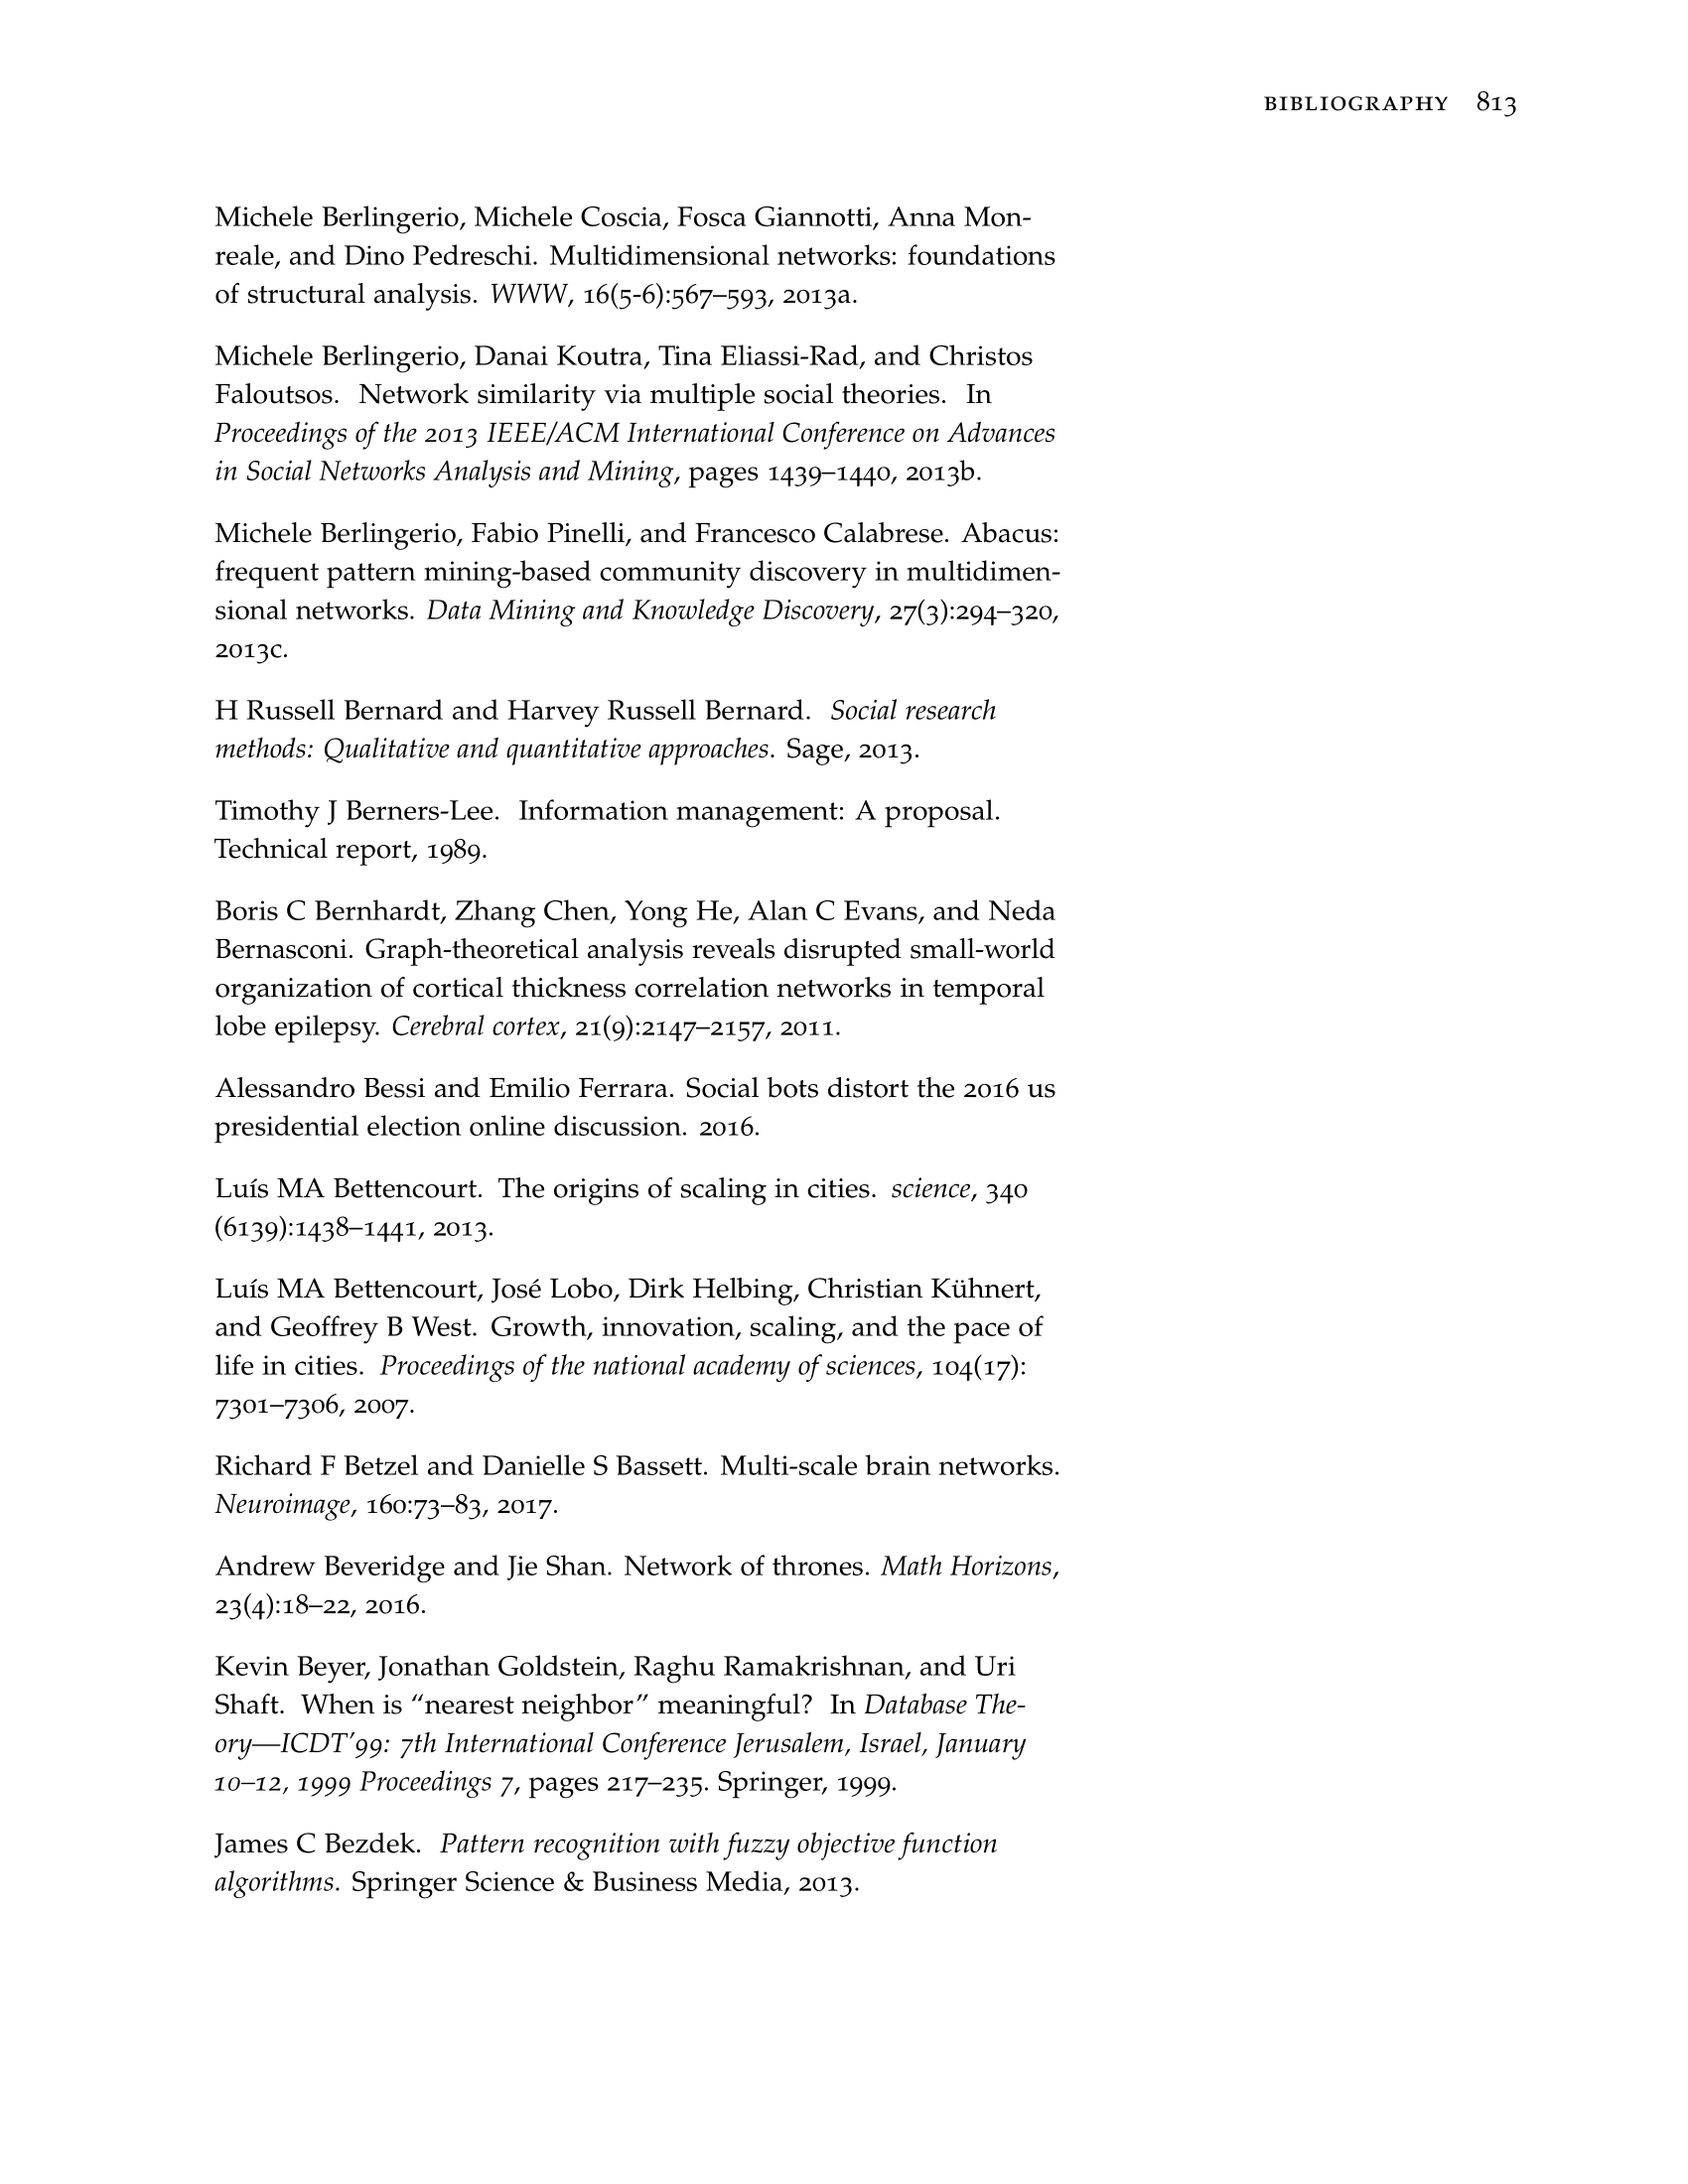 BIBLIOGRAPHY 813
Michele Berlingerio, Michele Coscia, Fosca Giannotti, Anna Mon-
reale, and Dino Pedreschi. Multidimensional networks: foundations
of structural analysis. WWW, 16(5-6):567–593, 2013a.
Michele Berlingerio, Danai Koutra, Tina Eliassi-Rad, and Christos
Faloutsos. Network similarity via multiple social theories. In
Proceedings of the 2013 IEEE/ACM International Conference on Advances
in Social Networks Analysis and Mining, pages 1439–1440, 2013b.
Michele Berlingerio, Fabio Pinelli, and Francesco Calabrese. Abacus:
frequent pattern mining-based community discovery in multidimen-
sional networks. Data Mining and Knowledge Discovery, 27(3):294–320,
2013c.
H Russell Bernard and Harvey Russell Bernard. Social research
methods: Qualitative and quantitative approaches. Sage, 2013.
Timothy J Berners-Lee. Information management: A proposal.
Technical report, 1989.
Boris C Bernhardt, Zhang Chen, Yong He, Alan C Evans, and Neda
Bernasconi. Graph-theoretical analysis reveals disrupted small-world
organization of cortical thickness correlation networks in temporal
lobe epilepsy. Cerebral cortex, 21(9):2147–2157, 2011.
Alessandro Bessi and Emilio Ferrara. Social bots distort the 2016 us
presidential election online discussion. 2016.
Luís MA Bettencourt. The origins of scaling in cities. science, 340
(6139):1438–1441, 2013.
Luís MA Bettencourt, José Lobo, Dirk Helbing, Christian Kühnert,
and Geoffrey B West. Growth, innovation, scaling, and the pace of
life in cities. Proceedings of the national academy of sciences, 104(17):
7301–7306, 2007.
Richard F Betzel and Danielle S Bassett. Multi-scale brain networks.
Neuroimage, 160:73–83, 2017.
Andrew Beveridge and Jie Shan. Network of thrones. Math Horizons,
23(4):18–22, 2016.
Kevin Beyer, Jonathan Goldstein, Raghu Ramakrishnan, and Uri
Shaft. When is “nearest neighbor” meaningful? In Database The-
ory—ICDT’99: 7th International Conference Jerusalem, Israel, January
10–12, 1999 Proceedings 7, pages 217–235. Springer, 1999.
James C Bezdek. Pattern recognition with fuzzy objective function
algorithms. Springer Science & Business Media, 2013.